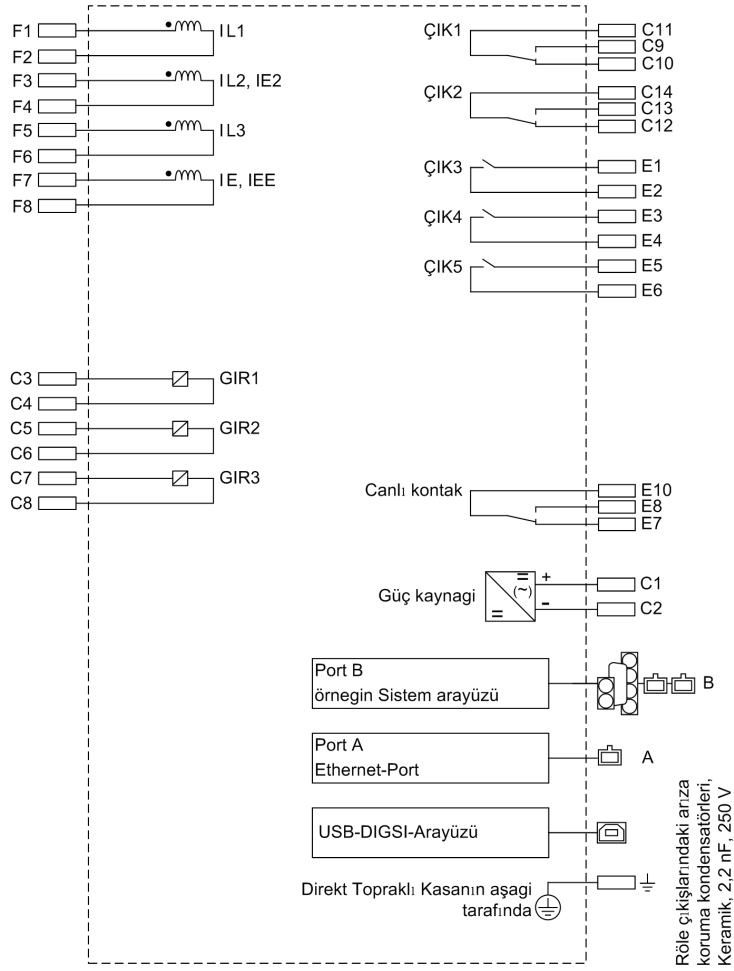 F1
IL1
F2
F3
IL2, IE2
F4
F5
IL3
F6
F7
IE, IEE
F8
C3
GIR1
C4
C5
GIR2
C6
C7
GIR3
C8
ÇIK1
C11
C9
C10
ÇIK2
C14
C13
C12
ÇIK3
E1
E2
ÇIK4
E3
E4
ÇIK5
E5
E6
Canlı kontak
E10
E8
E7
Güç kaynagi
=
(~)
=
+
-
C1
C2
Port B
örnegin Sistem arayüzü
B
Port A
Ethernet-Port
A
USB-DIGSI-Arayüzü
Direkt Topraklı Kasanın aşagi
tarafında
Röle çıkışlarındaki arıza
koruma kondensatörleri,
Keramik, 2,2 nF, 250 V